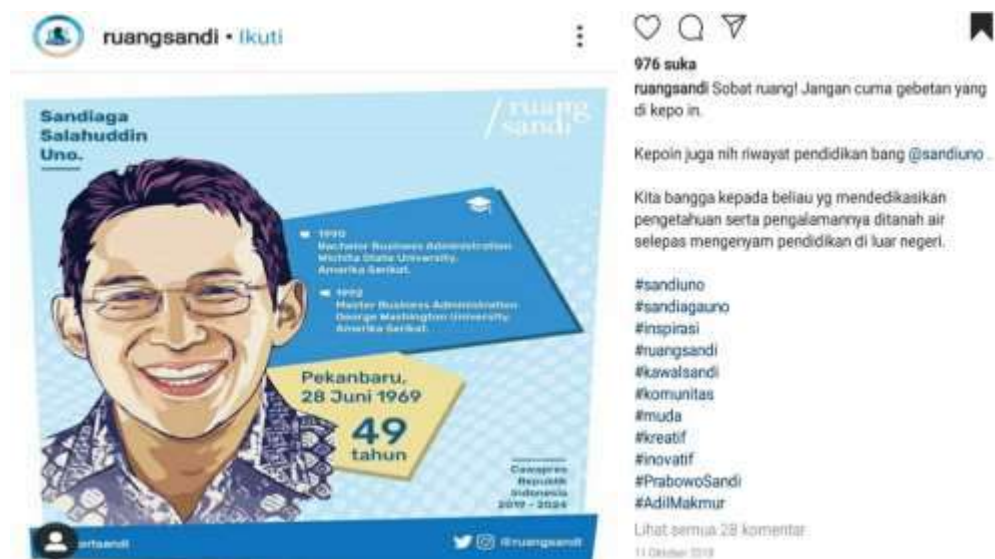 ruangsandi • Ikuti
Sandiaga
Salahuddin
Uno.
/ruang
sandi
1990
Bachelor Business Administration
Wichita State University,
Amerika Serikat.
1992
Master Business Administration
George Washington University,
Amerika Serikat.
Pekanbaru,
28 Juni 1969
49
tahun
Cawapres
Republik
Indonesia
2019 - 2024
@ruangsandi
976 suka
ruangsandi Sobat ruang! Jangan cuma gebetan yang
di kepo in.
Kepoin juga nih riwayat pendidikan bang @sandiuno .
Kita bangga kepada beliau yg mendedikasikan
pengetahuan serta pengalamannya ditanah air
selepas mengenyam pendidikan di luar negeri.
#sandiuno
#sandiagauno
#inspirasi
#ruangsandi
#kawalsandi
#komunitas
#muda
#kreatif
#inovatif
#PrabowoSandi
#AdilMakmur
Lihat semua 28 komentar
11 Oktober 2018